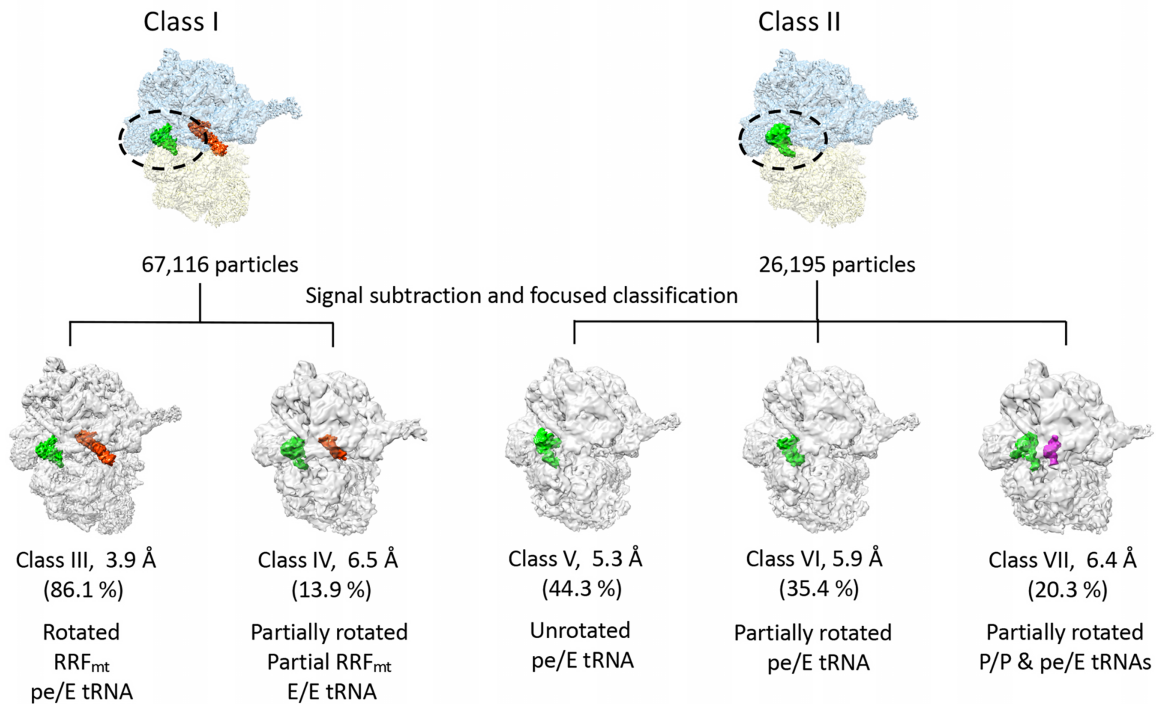 Class I
Class II
67,116 particles
26,195 particles
Signal subtraction and focused classification
Class III, 3.9 Å
(86.1 %)
Rotated
RRFmt
pe/E tRNA
Class IV, 6.5 Å
(13.9 %)
Partially rotated
Partial RRFmt
E/E tRNA
Class V, 5.3 Å
(44.3 %)
Unrotated
pe/E tRNA
Class VI, 5.9 Å
(35.4 %)
Partially rotated
pe/E tRNA
Class VII, 6.4 Å
(20.3 %)
Partially rotated
P/P & pe/E tRNAs